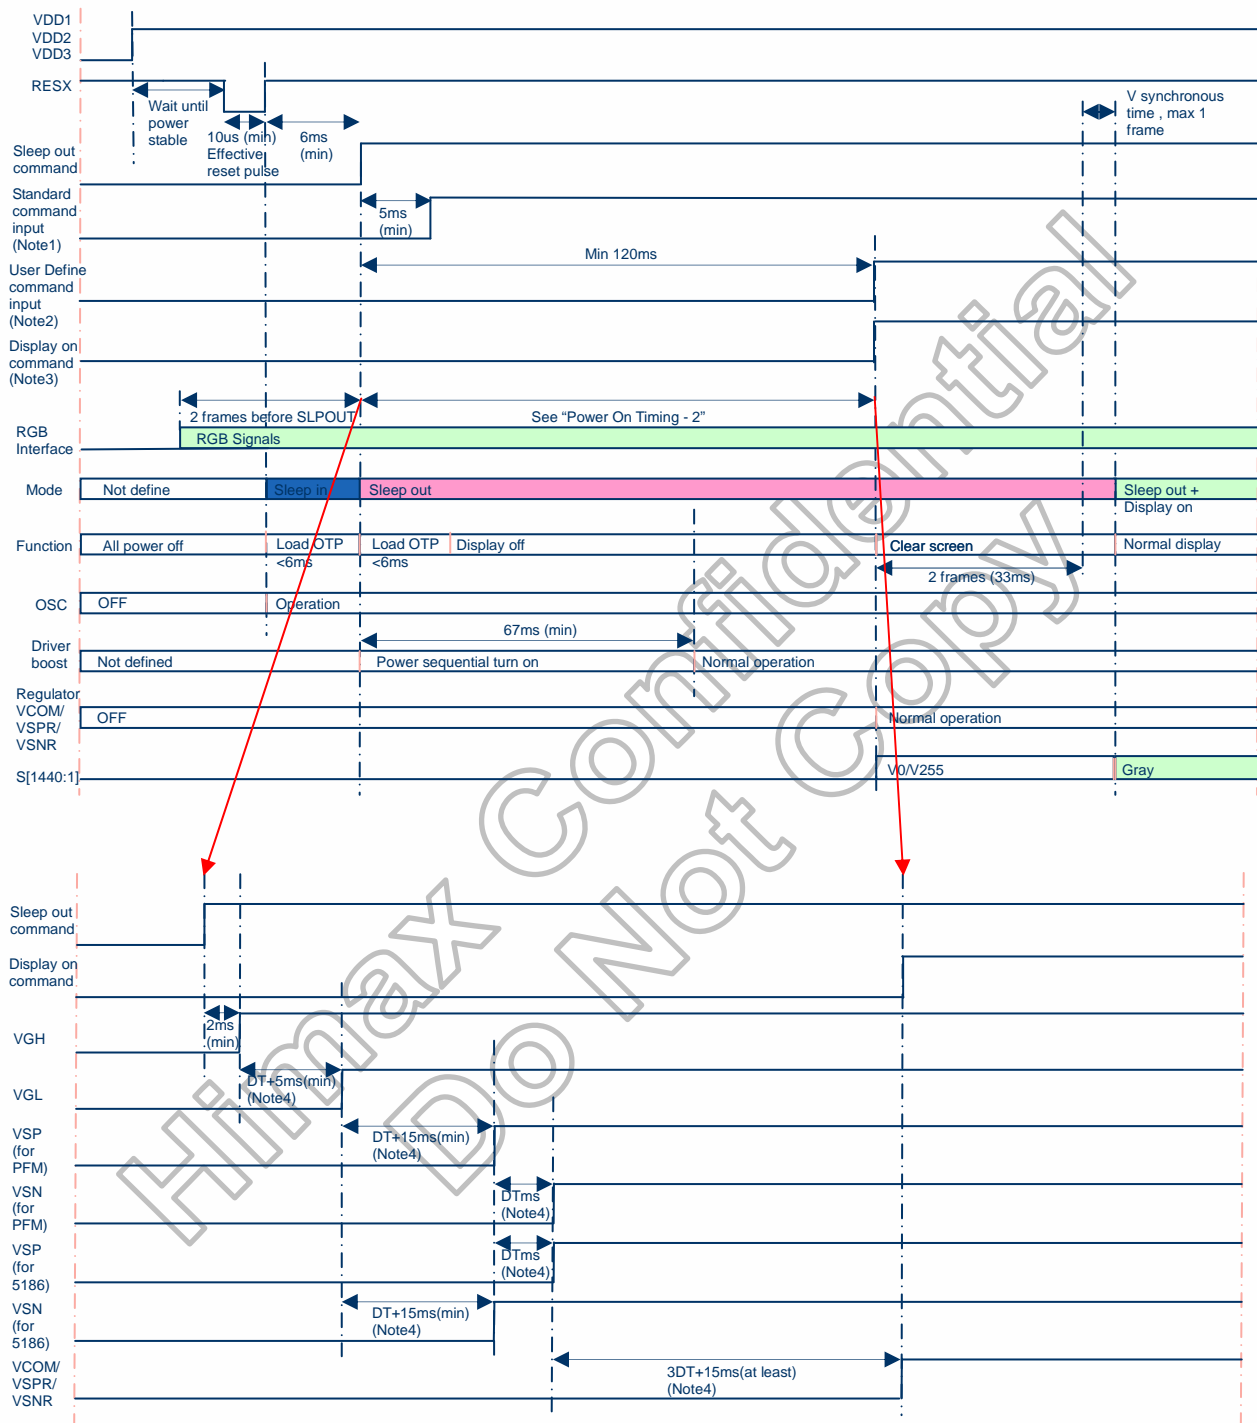 VDD1
VDD2
VDD3
RESX
Wait until
power
stable
10us (min)
Effective
reset pulse
6ms
(min)
V synchronous
time , max 1
frame
Sleep out
command
Standard
command
input
(Note1)
5ms
(min)
User Define
command
input
(Note2)
Min 120ms
Display on
command
(Note3)
2 frames before SLPOUT
See “Power On Timing - 2”
RGB
Interface
RGB Signals
Mode
Not define
Sleep in
Sleep out
Sleep out +
Display on
Function
All power off
Load OTP
<6ms
Load OTP
<6ms
Display off
Clear screen
Normal display
2 frames (33ms)
OSC
OFF
Operation
67ms (min)
Driver
boost
Not defined
Power sequential turn on
Normal operation
Regulator
VCOM/
VSPR/
VSNR
OFF
Normal operation
S[1440:1]
V0/V255
Gray
Sleep out
command
Display on
command
VGH
2ms
(min)
VGL
DT+5ms(min)
(Note4)
VSP
(for
PFM)
DT+15ms(min)
(Note4)
VSN
(for
PFM)
DTms
(Note4)
VSP
(for
5186)
DTms
(Note4)
VSN
(for
5186)
DT+15ms(min)
(Note4)
VCOM/
VSPR/
VSNR
3DT+15ms(at least)
(Note4)
Himax Confidential
Do Not Copy